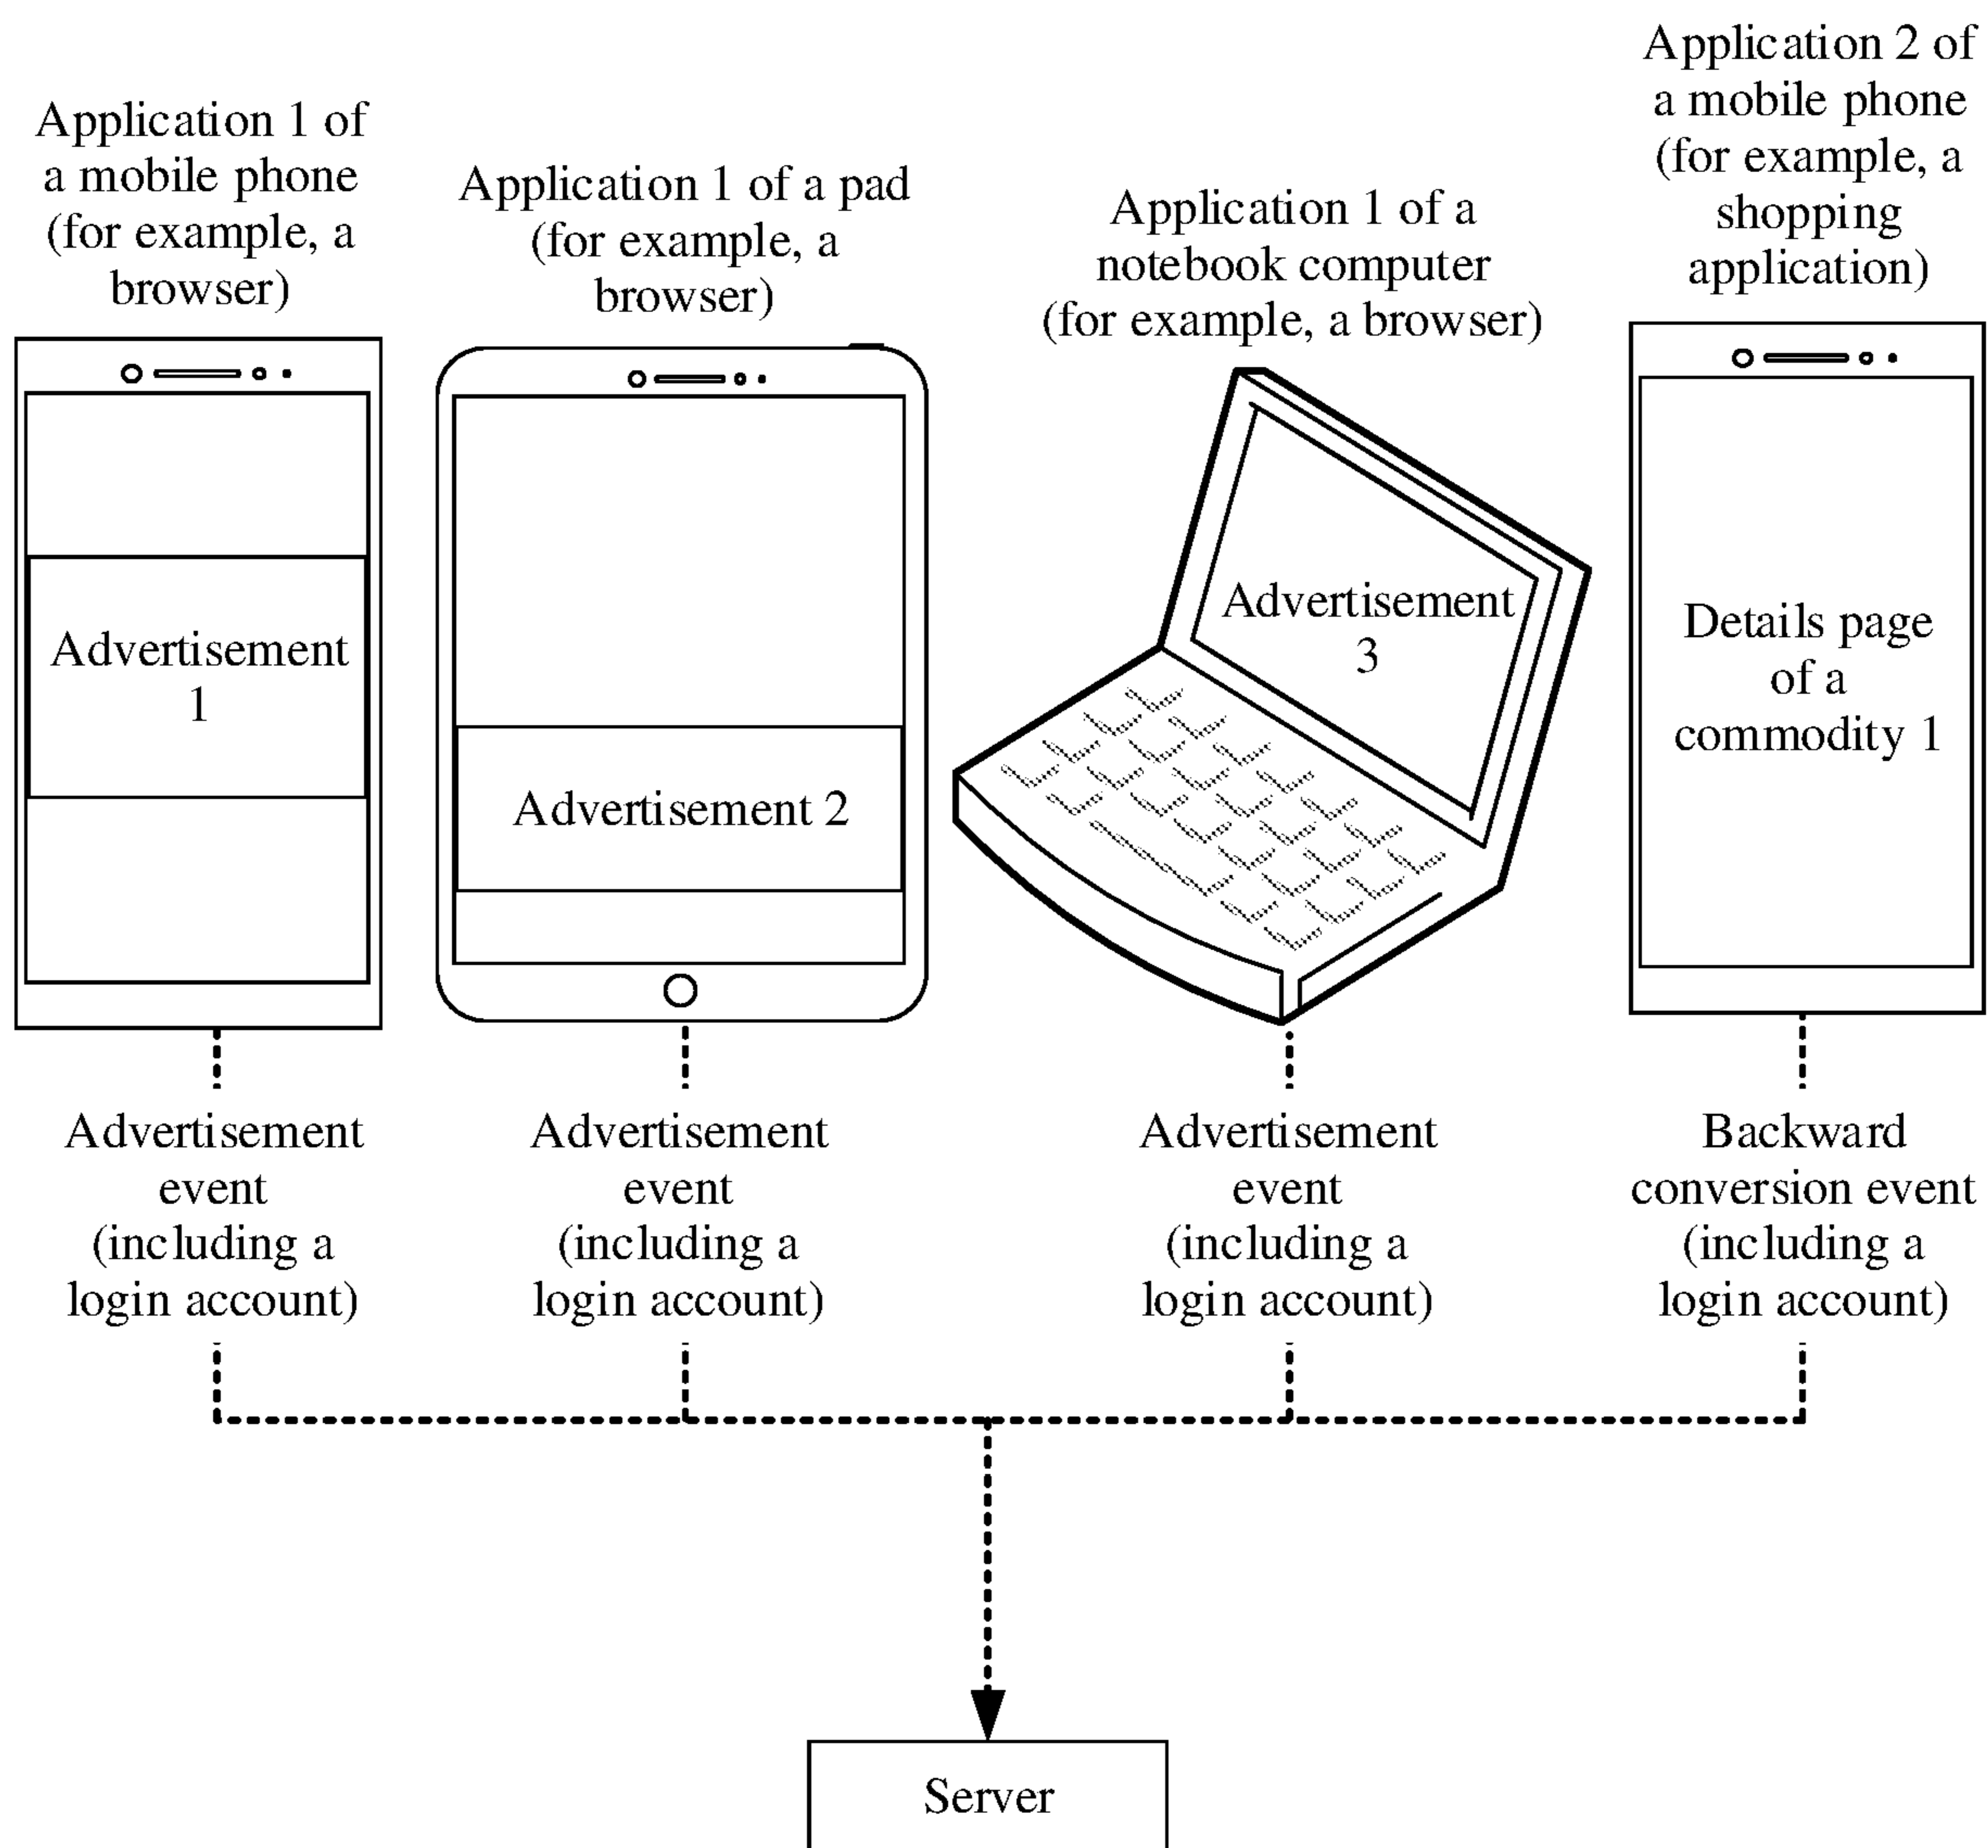 Application 1 of
a mobile phone
(for example, a
browser)
Application 1 of a pad
(for example, a
browser)
Application 1 of a
notebook computer
(for example, a browser)
Application 2 of
a mobile phone
(for example, a
shopping
application)
Advertisement
1
Advertisement 2
Advertisement
3
Details page
of a
commodity 1
Advertisement
event
(including a
login account)
Advertisement
event
(including a
login account)
Advertisement
event
(including a
login account)
Backward
conversion event
(including a
login account)
Server